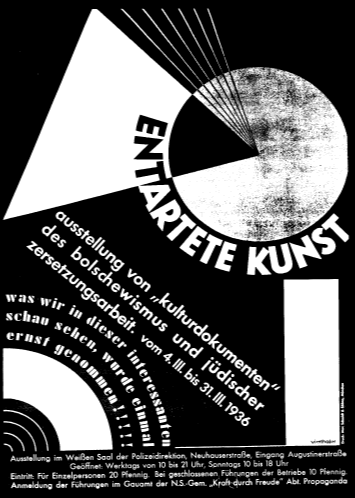 ENTARTETE KUNST
ausstellung von „kulturdokumenten"
des bolschewismus und jüdischer
zersetzungsarbeit. vom 4.III. bis 31.III.1936
was wir in dieser interessanten
schau sehen, wurde einmal
ernst genommen!!!!!
Ausstellung im Weißen Saal der Polizeidirektion, Neuhauserstraße, Eingang Augustinerstraße
Geöffnet: Werktags von 10 bis 21 Uhr, Sonntags 10 bis 18 Uhr
Eintritt: Für Einzelpersonen 20 Pfennig. Bei geschlossenen Führungen der Betriebe 10 Pfennig.
Anmeldung der Führungen im Gauamt der N.S.-Gem. „Kraft durch Freude" Abt. Propaganda